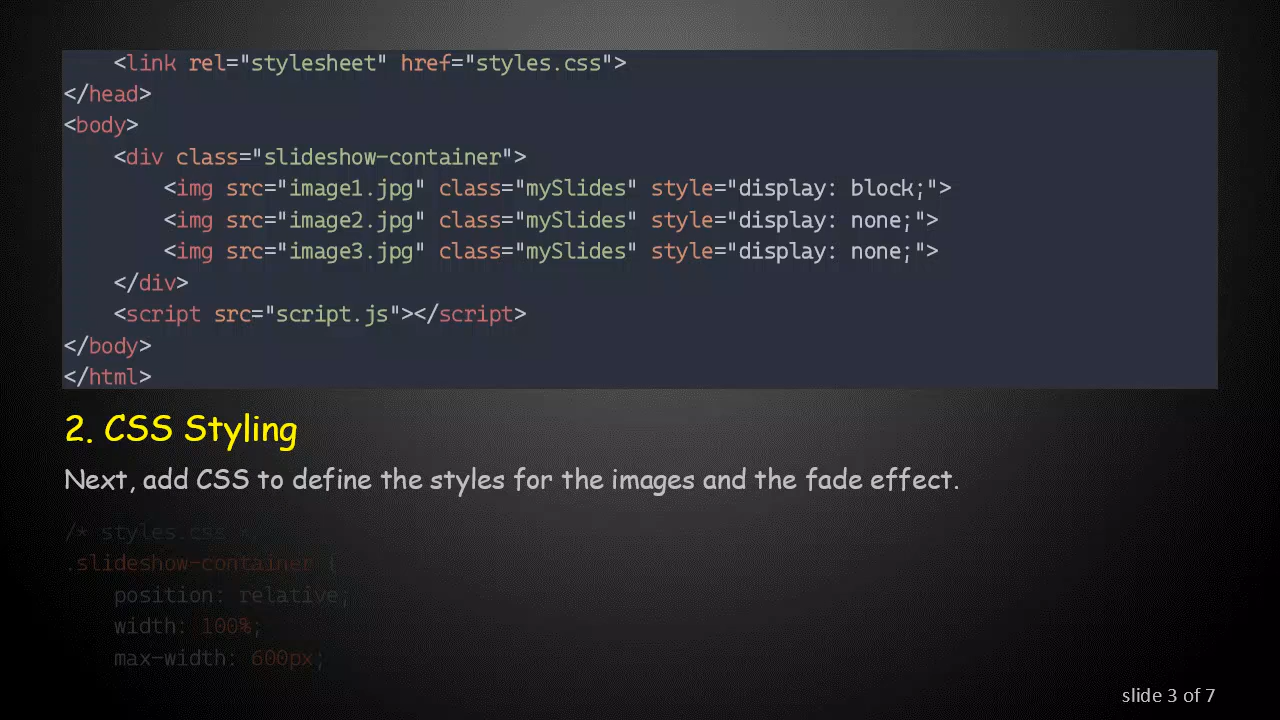 <link rel="stylesheet" href="styles.css">
</head>
<body>
    <div class="slideshow-container">
        <img src="image1.jpg" class="mySlides" style="display: block;">
        <img src="image2.jpg" class="mySlides" style="display: none;">
        <img src="image3.jpg" class="mySlides" style="display: none;">
    </div>
    <script src="script.js"></script>
</body>
</html>
2. CSS Styling
Next, add CSS to define the styles for the images and the fade effect.
/* styles.css */
.slideshow-container {
    position: relative;
    width: 100%;
    max-width: 600px;
slide 3 of 7